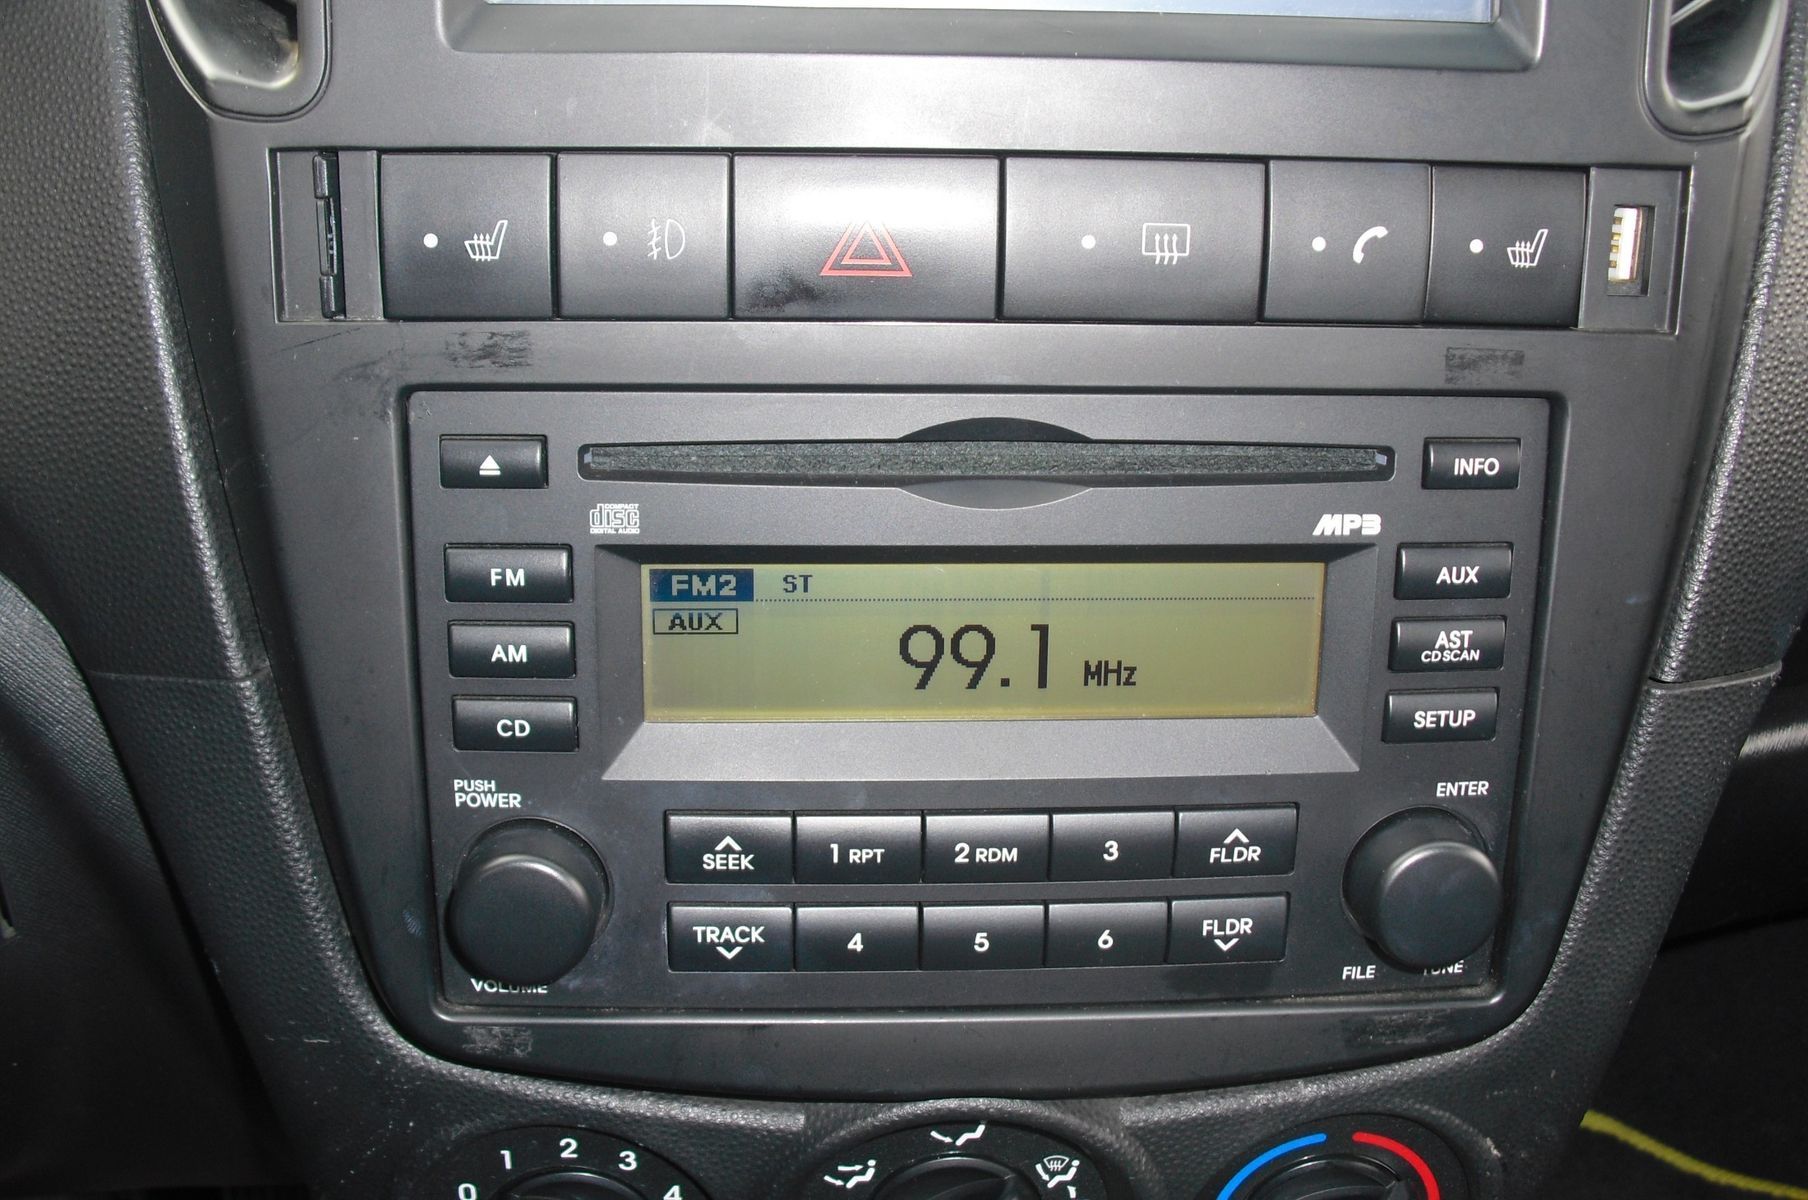 INFO
COMPACT
disc
DIGITAL AUDIO
MP3
FM
FM2 ST
AUX
AUX
99.1 MHz
AM
AST
CD SCAN
CD
SETUP
PUSH
POWER
ENTER
SEEK
1 RPT
2 RDM
3
FLDR
TRACK
4
5
6
FLDR
VOLUME
FILE
TUNE
0 1 2 3 4